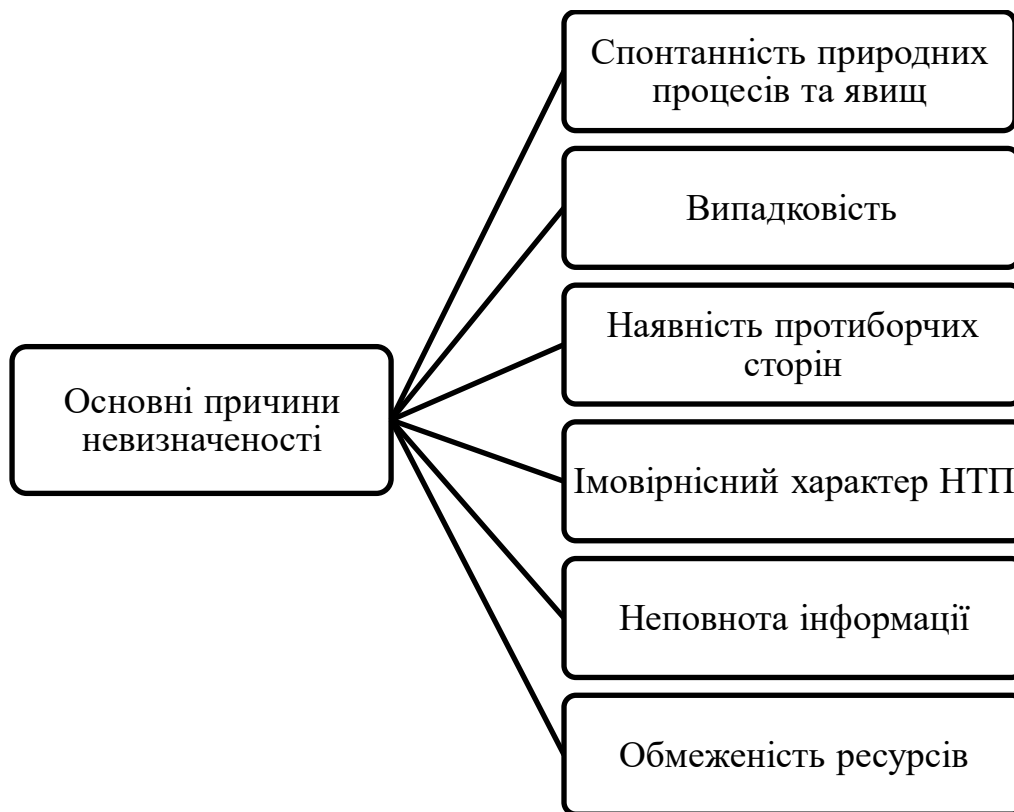 Основні причини
невизначеності
Спонтанність природних
процесів та явищ
Випадковість
Наявність протиборчих
сторін
Імовірнісний характер НТП
Неповнота інформації
Обмеженість ресурсів